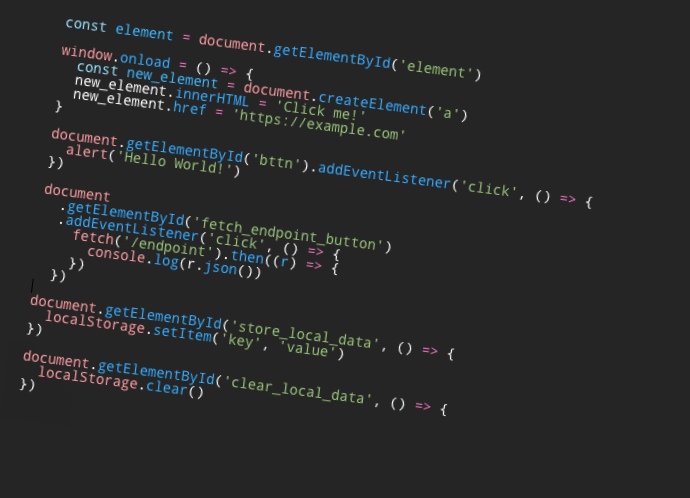 const element = document.getElementById('element')
window.onload = () => {
const new_element = document.createElement('a')
new_element.innerHTML = 'Click me!'
new_element.href = 'https://example.com'
}
document.getElementById('bttn').addEventListener('click', () => {
alert('Hello World!')
})
document
.getElementById('fetch_endpoint_button')
.addEventListener('click', () => {
fetch('/endpoint').then((r) => {
console.log(r.json())
})
})
document.getElementById('store_local_data', () => {
localStorage.setItem('key', 'value')
})
document.getElementById('clear_local_data', () => {
localStorage.clear()
})